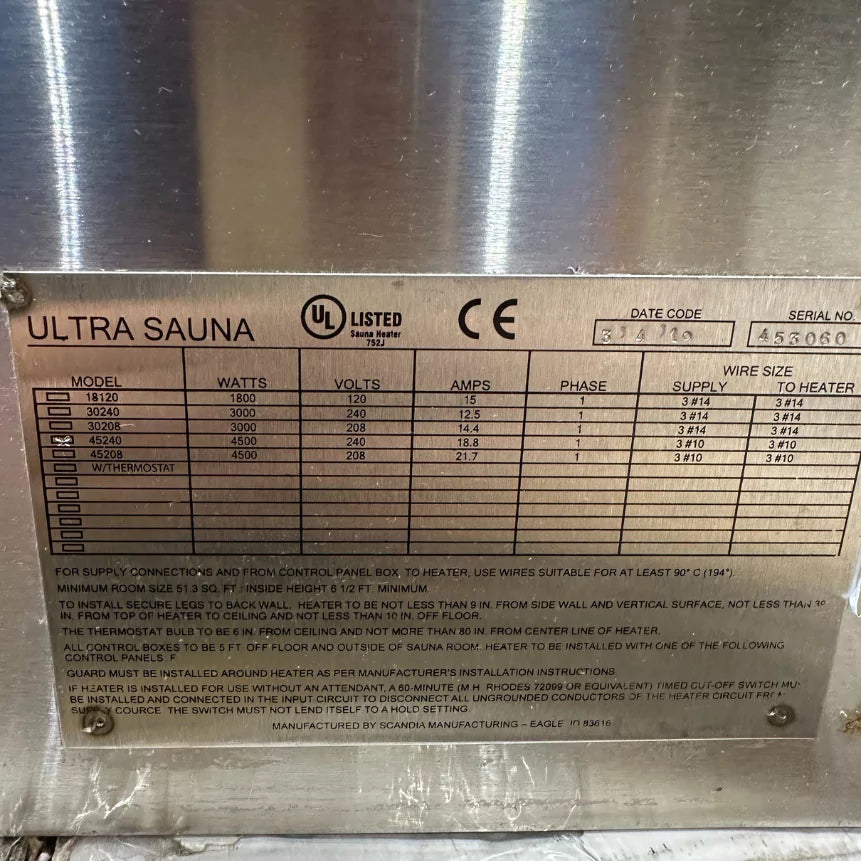 ULTRA SAUNA
UL LISTED
Sauna Heater
752J
CE
DATE CODE
3 4 '19
SERIAL NO.
453060
WIRE SIZE
MODEL WATTS VOLTS AMPS PHASE SUPPLY TO HEATER
18120 1800 120 15 1 3 #14 3 #14
30240 3000 240 12.5 1 3 #14 3 #14
30208 3000 208 14.4 1 3 #14 3 #14
45240 4500 240 18.8 1 3 #10 3 #10
45208 4500 208 21.7 1 3 #10 3 #10
W/THERMOSTAT
FOR SUPPLY CONNECTIONS AND FROM CONTROL PANEL BOX, TO HEATER, USE WIRES SUITABLE FOR AT LEAST 90° C (194°).
MINIMUM ROOM SIZE 51.3 SQ. FT.: INSIDE HEIGHT 6 1/2 FT. MINIMUM.
TO INSTALL SECURE LEGS TO BACK WALL. HEATER TO BE NOT LESS THAN 9 IN. FROM SIDE WALL AND VERTICAL SURFACE, NOT LESS THAN
IN. FROM TOP OF HEATER TO CEILING AND NOT LESS THAN 10 IN. OFF FLOOR.
THE THERMOSTAT BULB TO BE 6 IN. FROM CEILING AND NOT MORE THAN 80 IN. FROM CENTER LINE OF HEATER.
ALL CONTROL BOXES TO BE 5 FT. OFF FLOOR AND OUTSIDE OF SAUNA ROOM. HEATER TO BE INSTALLED WITH ONE OF THE FOLLOWING
CONTROL PANELS F
GUARD MUST BE INSTALLED AROUND HEATER AS PER MANUFACTURER'S INSTALLATION INSTRUCTIONS.
IF HEATER IS INSTALLED FOR USE WITHOUT AN ATTENDANT, A 60-MINUTE (M.H. RHODES 72099 OR EQUIVALENT) TIMED CUT-OFF SWITCH
BE INSTALLED AND CONNECTED IN THE INPUT CIRCUIT TO DISCONNECT ALL UNGROUNDED CONDUCTORS OF THE HEATER CIRCUIT
COURCE. THE SWITCH MUST NOT LEND ITSELF TO A HOLD SETTING
MANUFACTURED BY SCANDIA MANUFACTURING – EAGLE ID 83616